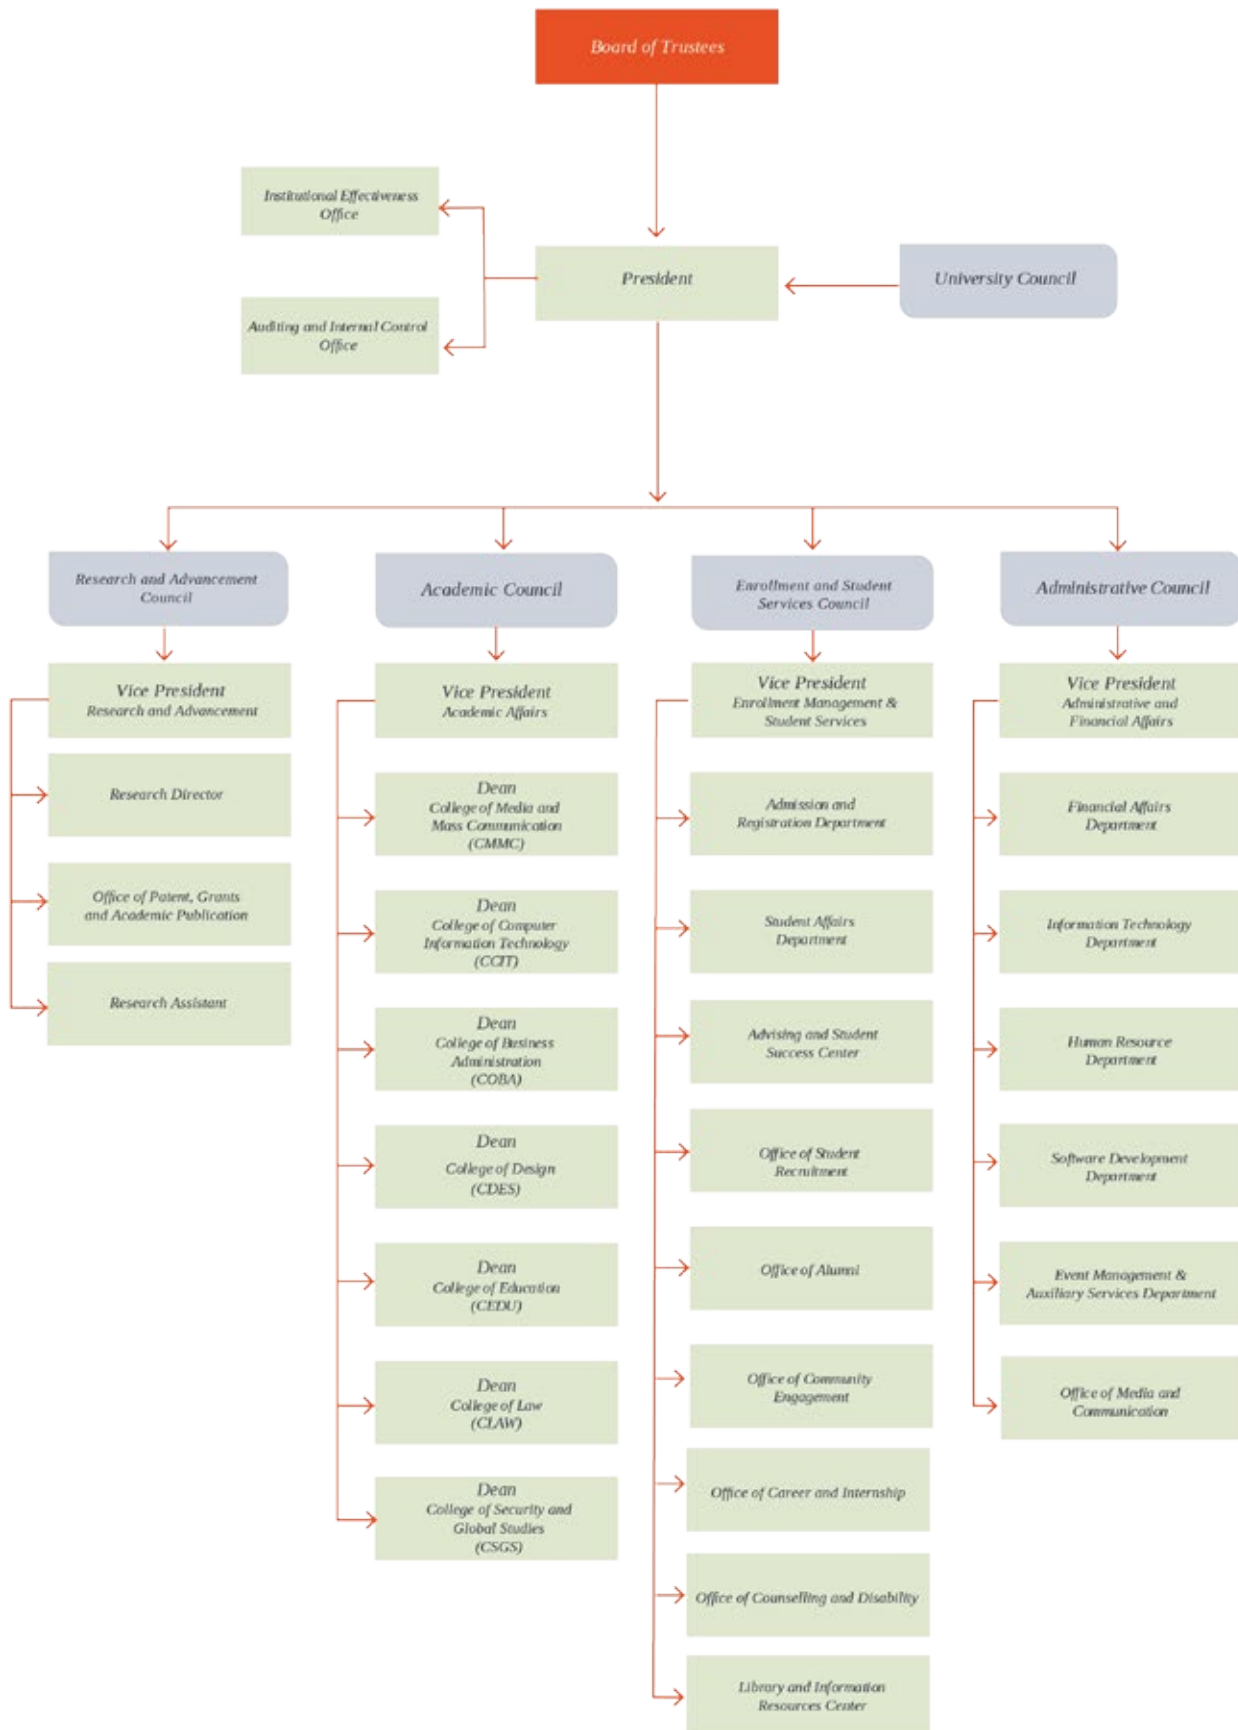 Board of Trustees
Institutional Effectiveness
Office
President
University Council
Auditing and Internal Control
Office
Research and Advancement
Council
Vice President
Research and Advancement
Research Director
Office of Patent, Grants
and Academic Publication
Research Assistant
Academic Council
Vice President
Academic Affairs
Dean
College of Media and
Mass Communication
(CMMC)
Dean
College of Computer
Information Technology
(CCIT)
Dean
College of Business
Administration
(COBA)
Dean
College of Design
(CDES)
Dean
College of Education
(CEDU)
Dean
College of Law
(CLAW)
Dean
College of Security and
Global Studies
(CSGS)
Enrollment and Student
Services Council
Vice President
Enrollment Management &
Student Services
Admission and
Registration Department
Student Affairs
Department
Advising and Student
Success Center
Office of Student
Recruitment
Office of Alumni
Office of Community
Engagement
Office of Career and Internship
Office of Counselling and Disability
Library and Information
Resources Center
Administrative Council
Vice President
Administrative and
Financial Affairs
Financial Affairs
Department
Information Technology
Department
Human Resource
Department
Software Development
Department
Event Management &
Auxiliary Services Department
Office of Media and
Communication